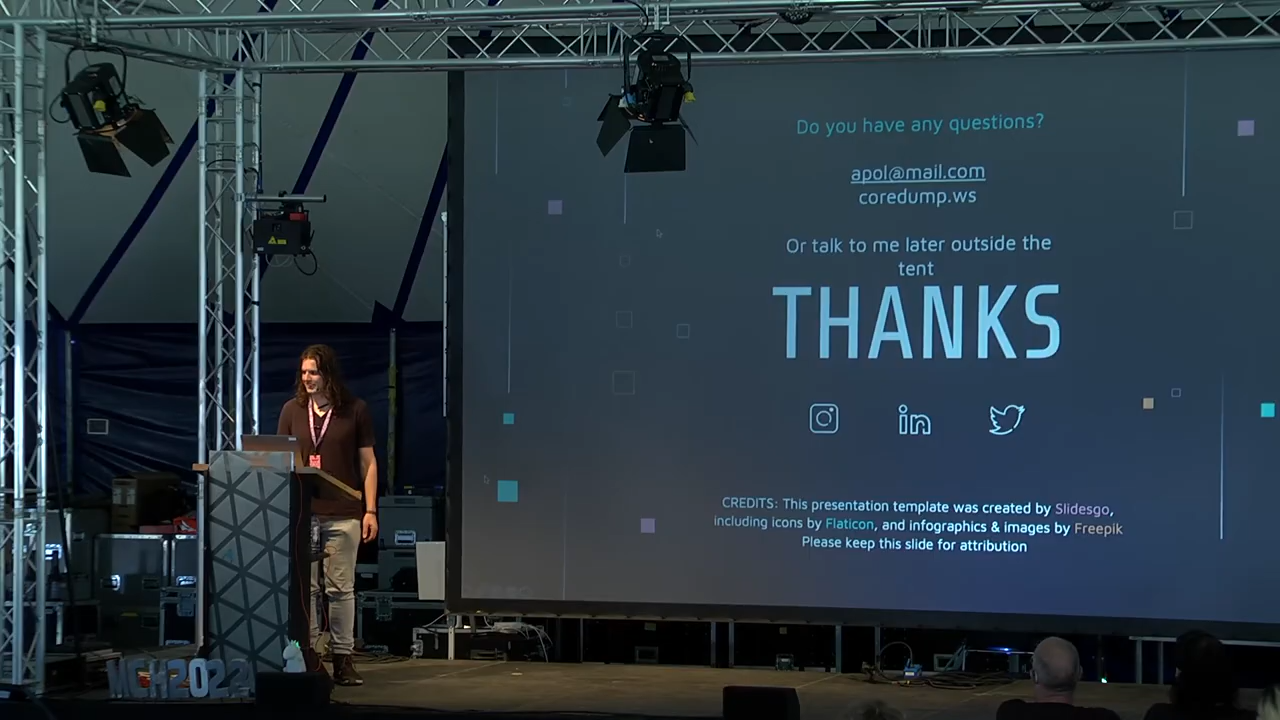 Do you have any questions?
apol@mail.com
coredump.ws
Or talk to me later outside the
tent
THANKS
CREDITS: This presentation template was created by Slidesgo,
including icons by Flaticon, and infographics & images by Freepik
Please keep this slide for attribution
MCH2022